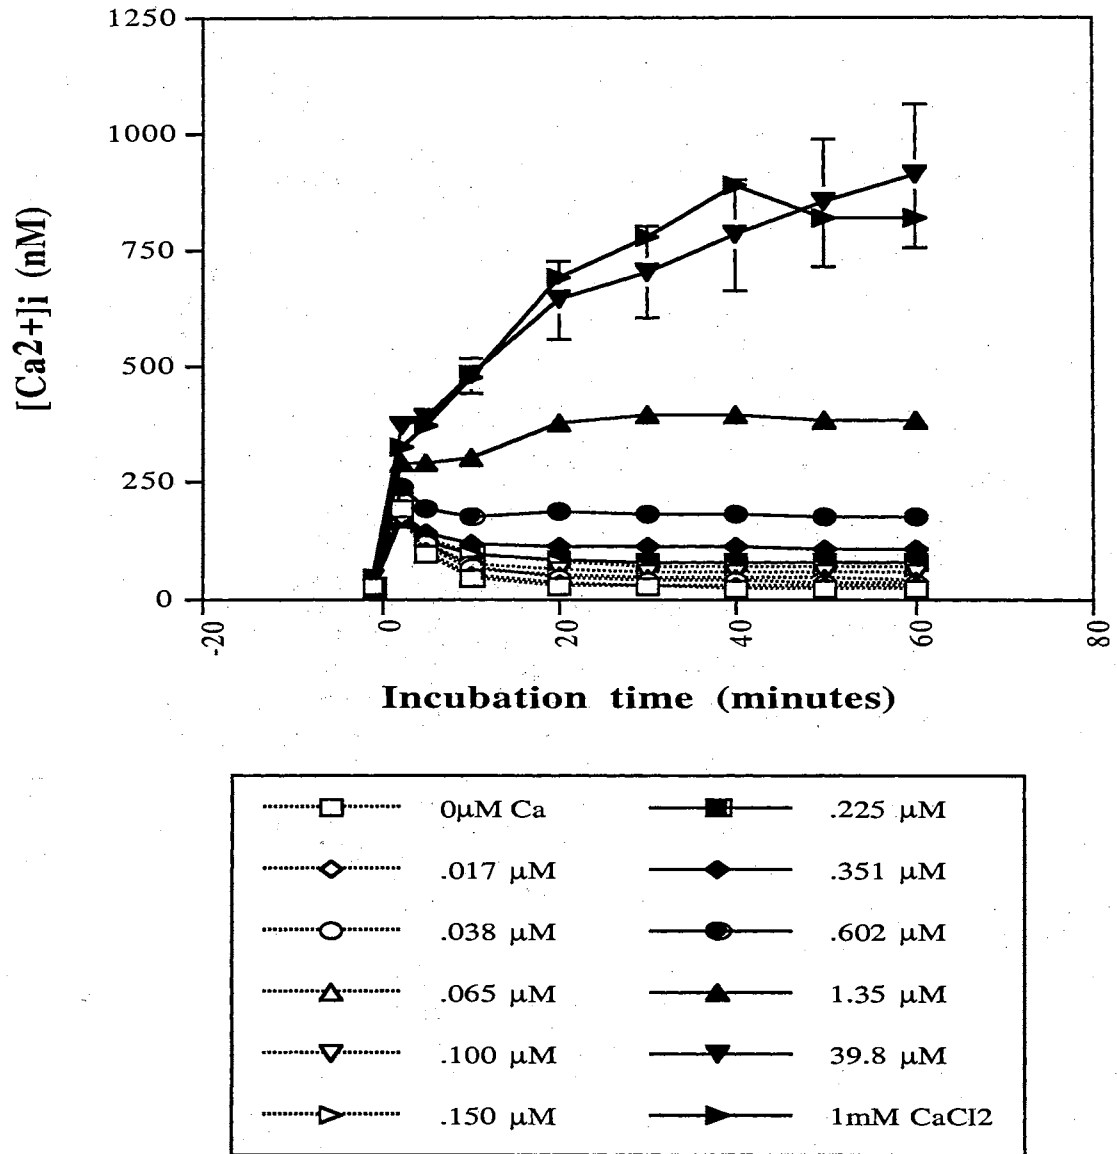 1250
1000
750
500
250
0
[Ca2+]i (nM)
-20
0
20
40
60
80
Incubation time (minutes)
0µM Ca
.017 µM
.038 µM
.065 µM
.100 µM
.150 µM
.225 µM
.351 µM
.602 µM
1.35 µM
39.8 µM
1mM CaCl2